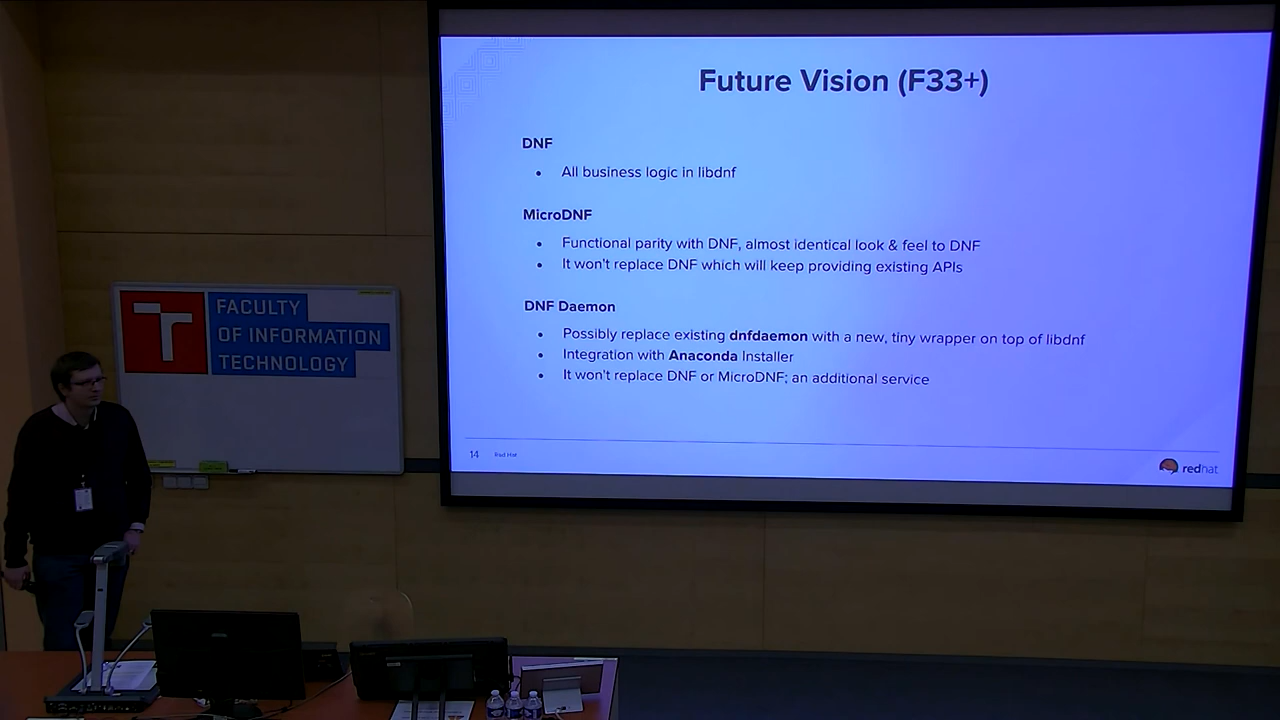 Future Vision (F33+)
DNF
• All business logic in libdnf
MicroDNF
• Functional parity with DNF, almost identical look & feel to DNF
• It won't replace DNF which will keep providing existing APIs
DNF Daemon
• Possibly replace existing dnfdaemon with a new, tiny wrapper on top of libdnf
• Integration with Anaconda Installer
• It won't replace DNF or MicroDNF; an additional service
14 Red Hat
redhat
FACULTY
OF INFORMATION
TECHNOLOGY